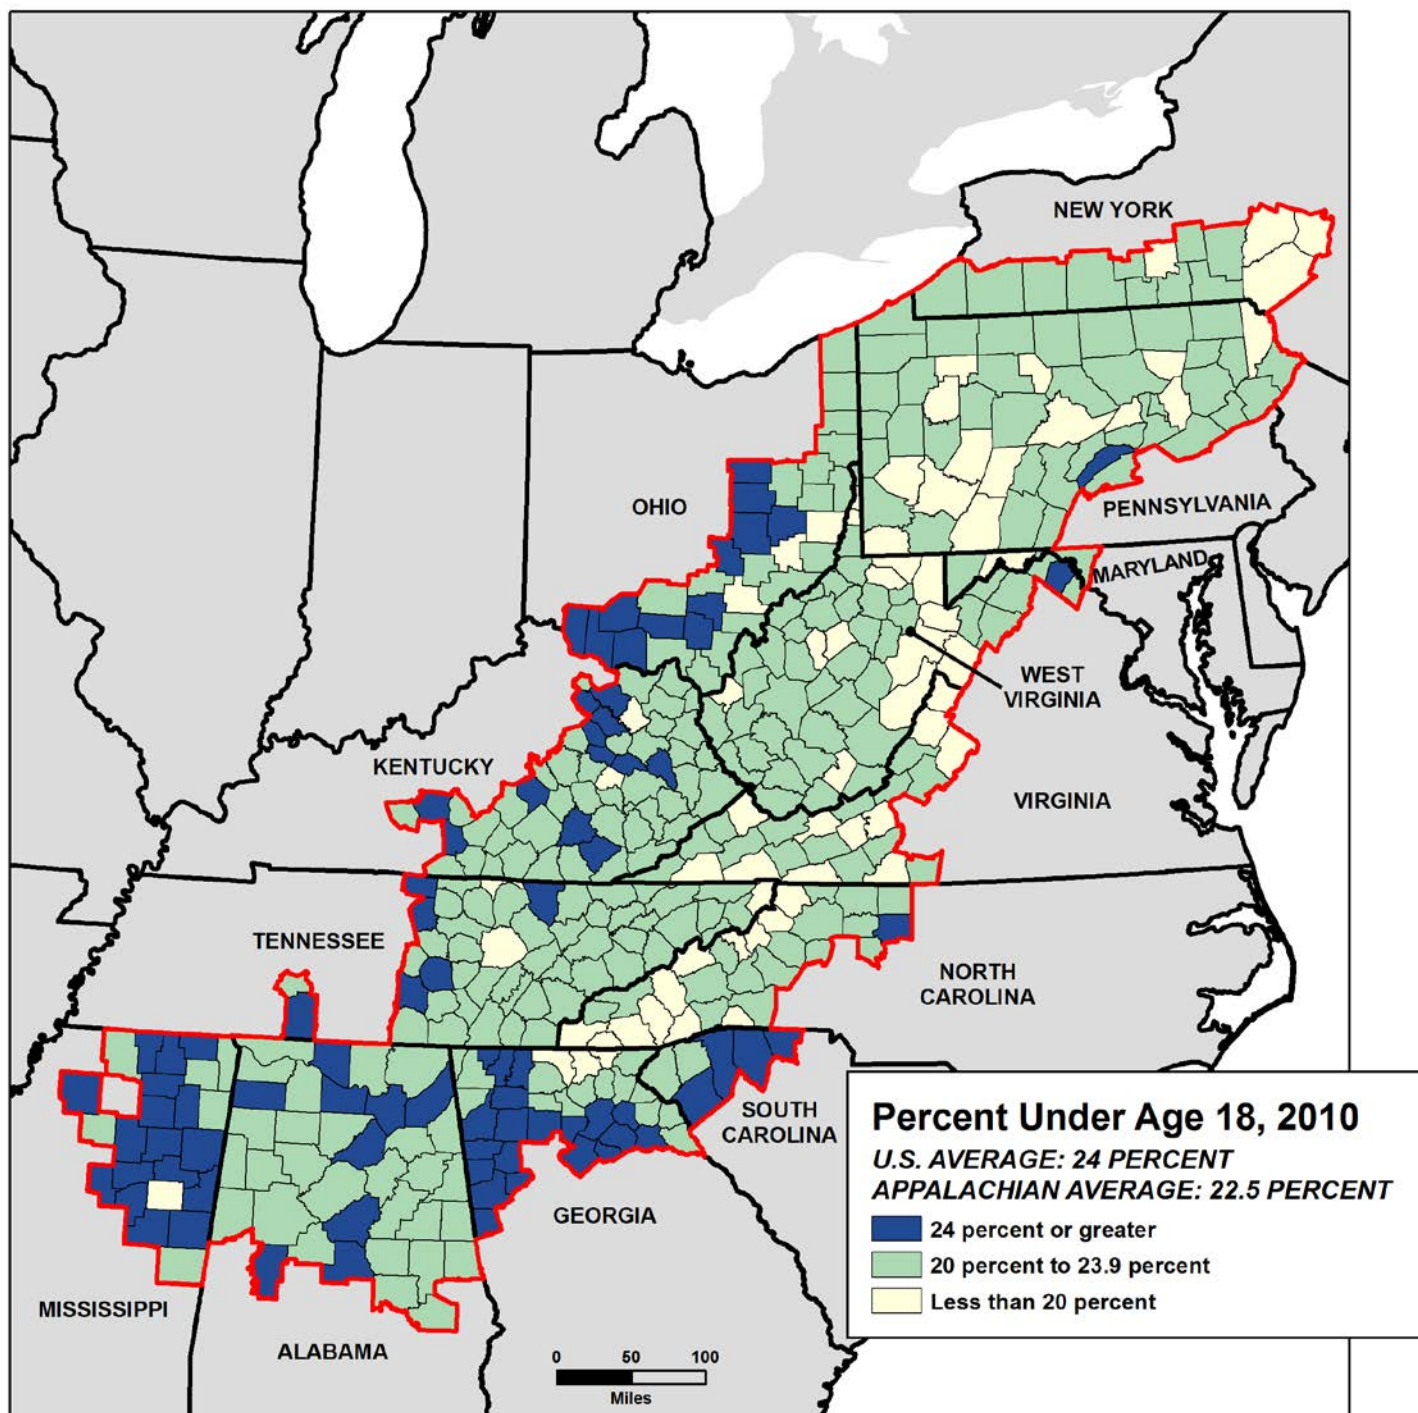 NEW YORK
OHIO
PENNSYLVANIA
MARYLAND
WEST
VIRGINIA
KENTUCKY
VIRGINIA
TENNESSEE
NORTH
CAROLINA
SOUTH
CAROLINA
GEORGIA
MISSISSIPPI
ALABAMA
0 50 100
Miles
Percent Under Age 18, 2010
U.S. AVERAGE: 24 PERCENT
APPALACHIAN AVERAGE: 22.5 PERCENT
24 percent or greater
20 percent to 23.9 percent
Less than 20 percent